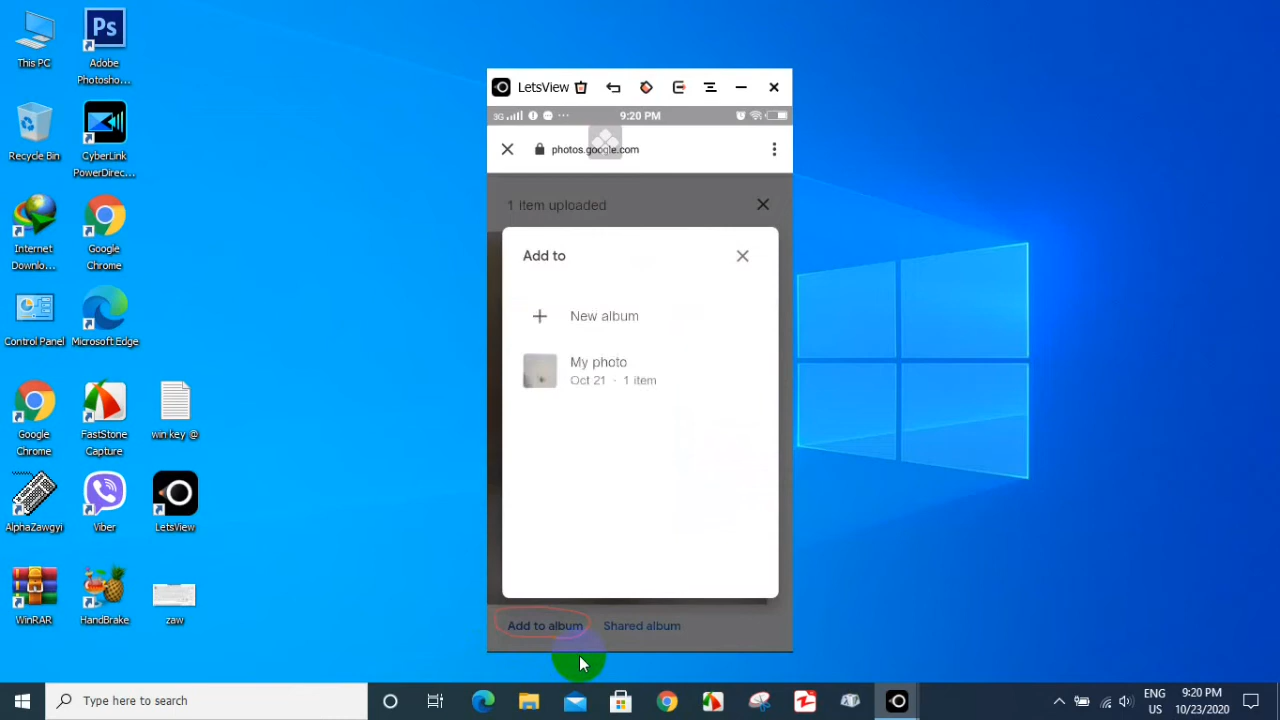 This PC
Adobe
Photosho...
Recycle Bin
CyberLink
PowerDirec...
Internet
Downlo...
Google
Chrome
Control Panel
Microsoft Edge
Google
Chrome
FastStone
Capture
win key @
AlphaZawgyi
Viber
LetsView
WinRAR
HandBrake
zaw
LetsView
3G
9:20 PM
photos.google.com
1 item uploaded
Add to
New album
My photo
Oct 21 · 1 item
Add to album
Shared album
Type here to search
ENG
US
9:20 PM
10/23/2020